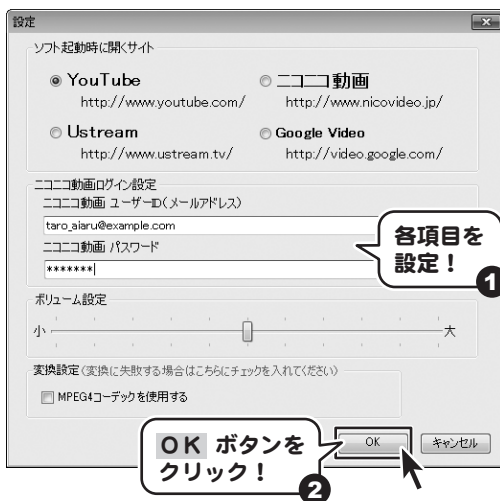 設定
ソフト起動時に開くサイト
YouTube
http://www.youtube.com/
ニコニコ動画
http://www.nicovideo.jp/
Ustream
http://www.ustream.tv/
Google Video
http://video.google.com/
ニコニコ動画ログイン設定
ニコニコ動画 ユーザーID(メールアドレス)
taro_aiaru@example.com
ニコニコ動画 パスワード
*******
各項目を
設定!
1
ボリューム設定
小
大
変換設定(変換に失敗する場合はこちらにチェックを入れてください)
MPEG4コーデックを使用する
OK ボタンを
クリック!
2
OK
キャンセル